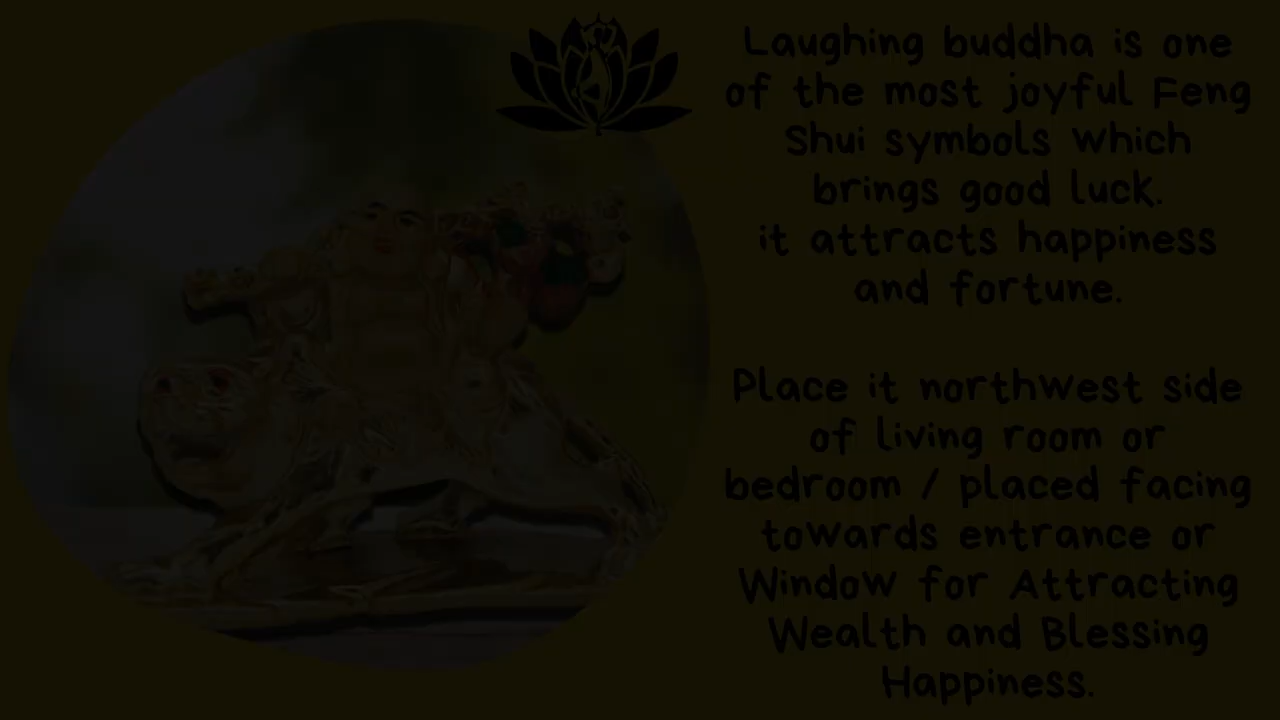 Laughing buddha is one
of the most joyful Feng
Shui symbols which
brings good luck.
it attracts happiness
and fortune.
Place it northwest side
of living room or
bedroom / placed facing
towards entrance or
Window for Attracting
Wealth and Blessing
Happiness.